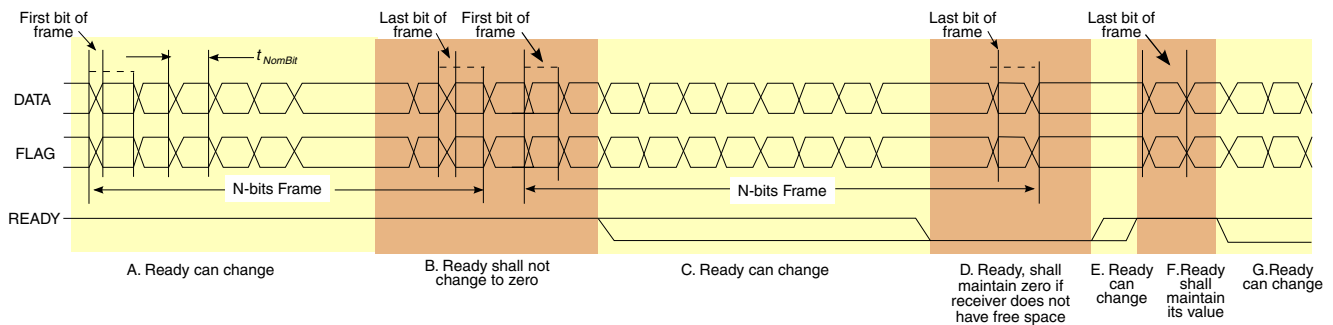 First bit of
frame
t NomBit
Last bit of
frame
First bit of
frame
Last bit of
frame
Last bit of
frame
DATA
FLAG
N-bits Frame
N-bits Frame
READY
A. Ready can change
B. Ready shall not
change to zero
C. Ready can change
D. Ready, shall
maintain zero if
receiver does not
have free space
E. Ready
can
change
F.Ready
shall
maintain
its value
G.Ready
can change